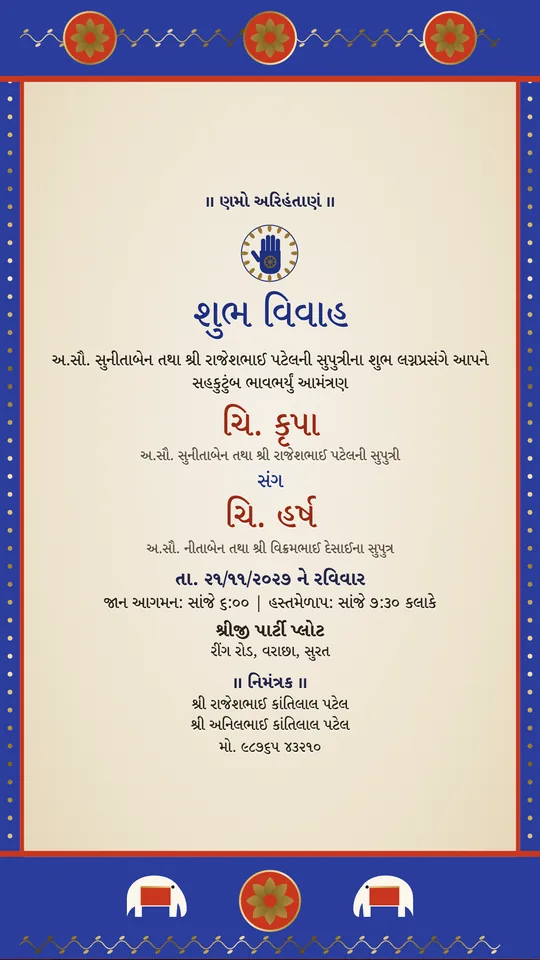 ॥ ણમો અરિહંતાણં ॥
શુભ વિવાહ
અ.સૌ. સુનીતાબેન તથા શ્રી રાજેશભાઈ પટેલની સુપુત્રીના શુભ લગ્નપ્રસંગે આપને
સહકુટુંબ ભાવભર્યું આમંત્રણ
ચિ. કૃપા
અ.સૌ. સુનીતાબેન તથા શ્રી રાજેશભાઈ પટેલની સુપુત્રી
સંગ
ચિ. હર્ષ
અ.સૌ. નીતાબેન તથા શ્રી વિક્રમભાઈ દેસાઈના સુપુત્ર
તા. ૨૧/૧૧/૨૦૨૭ ને રવિવાર
જાન આગમન: સાંજે ૬:૦૦ | હસ્તમેળાપ: સાંજે ૭:૩૦ કલાકે
શ્રીજી પાર્ટી પ્લોટ
રીંગ રોડ, વરાછા, સુરત
॥ નિમંત્રક ॥
શ્રી રાજેશભાઈ કાંતિલાલ પટેલ
શ્રી અનિલભાઈ કાંતિલાલ પટેલ
મો. ૯૮૭૬૫ ૪૩૨૧૦